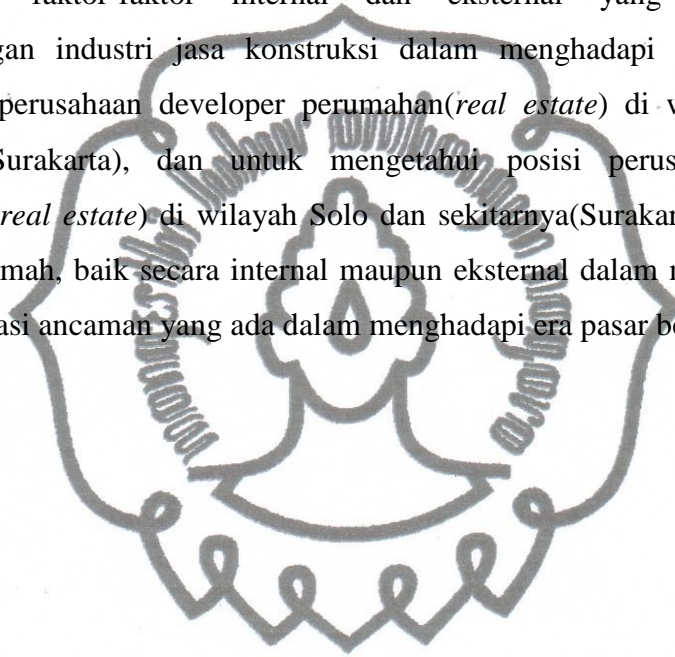 faktor-faktor internal dan eksternal yang
gan industri jasa konstruksi dalam menghadapi
perusahaan developer perumahan(real estate) di w
Surakarta), dan untuk mengetahui posisi perus
real estate) di wilayah Solo dan sekitarnya(Surakar
mah, baik secara internal maupun eksternal dalam
asi ancaman yang ada dalam menghadapi era pasar be